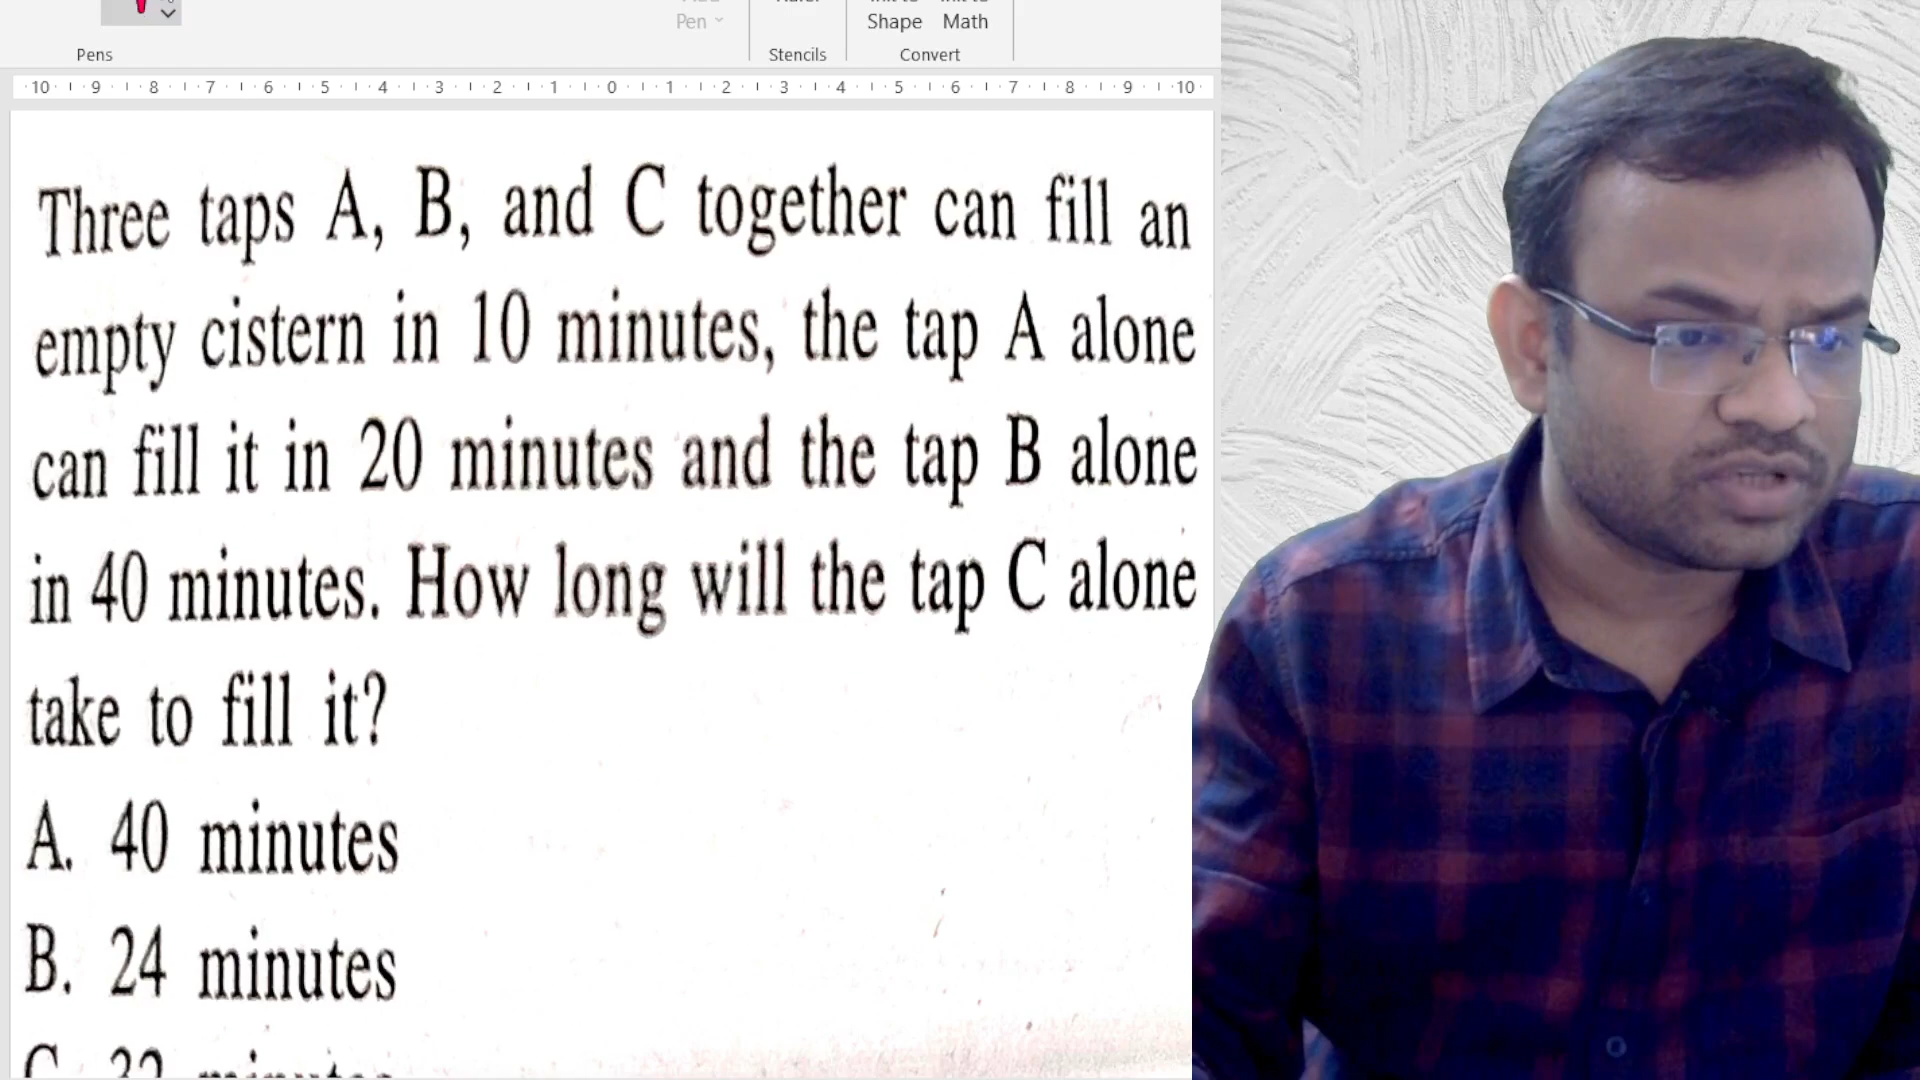 Pen
Shape Math
Pens
Stencils
Convert
10 9 8 7 6 5 4 3 2 1 0 1 2 3 4 5 6 7 8 9 10
Three taps A, B, and C together can fill an
empty cistern in 10 minutes, the tap A alone
can fill it in 20 minutes and the tap B alone
in 40 minutes. How long will the tap C alone
take to fill it?
A. 40 minutes
B. 24 minutes
C. 32 minutes